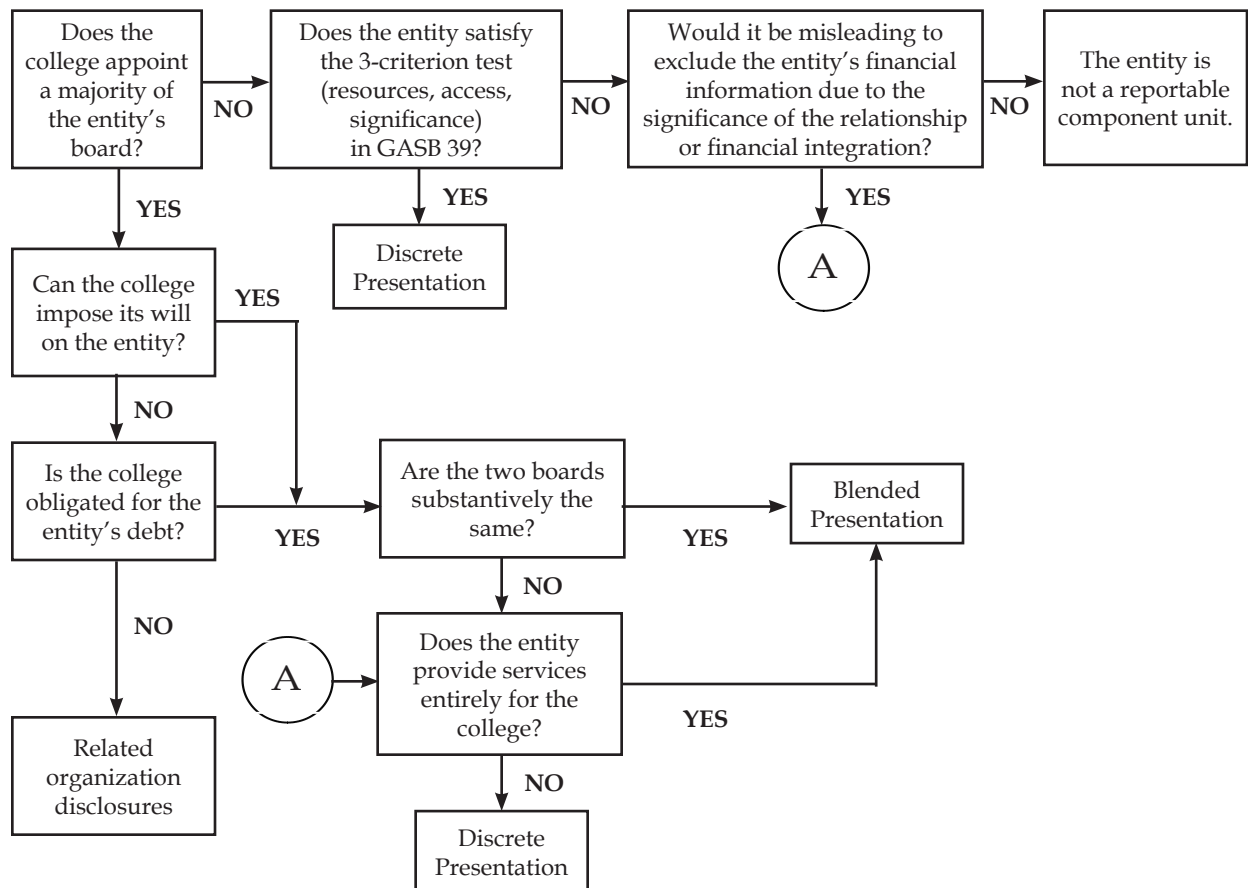 Does the
college appoint
a majority of
the entity's
board?
NO
Does the entity satisfy
the 3-criterion test
(resources, access,
significance)
in GASB 39?
NO
Would it be misleading to
exclude the entity's financial
information due to the
significance of the relationship
or financial integration?
NO
The entity is
not a reportable
component unit.
YES
YES
YES
Discrete
Presentation
A
Can the college
impose its will
on the entity?
YES
NO
Is the college
obligated for the
entity's debt?
YES
Are the two boards
substantively the
same?
YES
Blended
Presentation
NO
NO
A
Does the entity
provide services
entirely for the
college?
YES
Related
organization
disclosures
NO
Discrete
Presentation